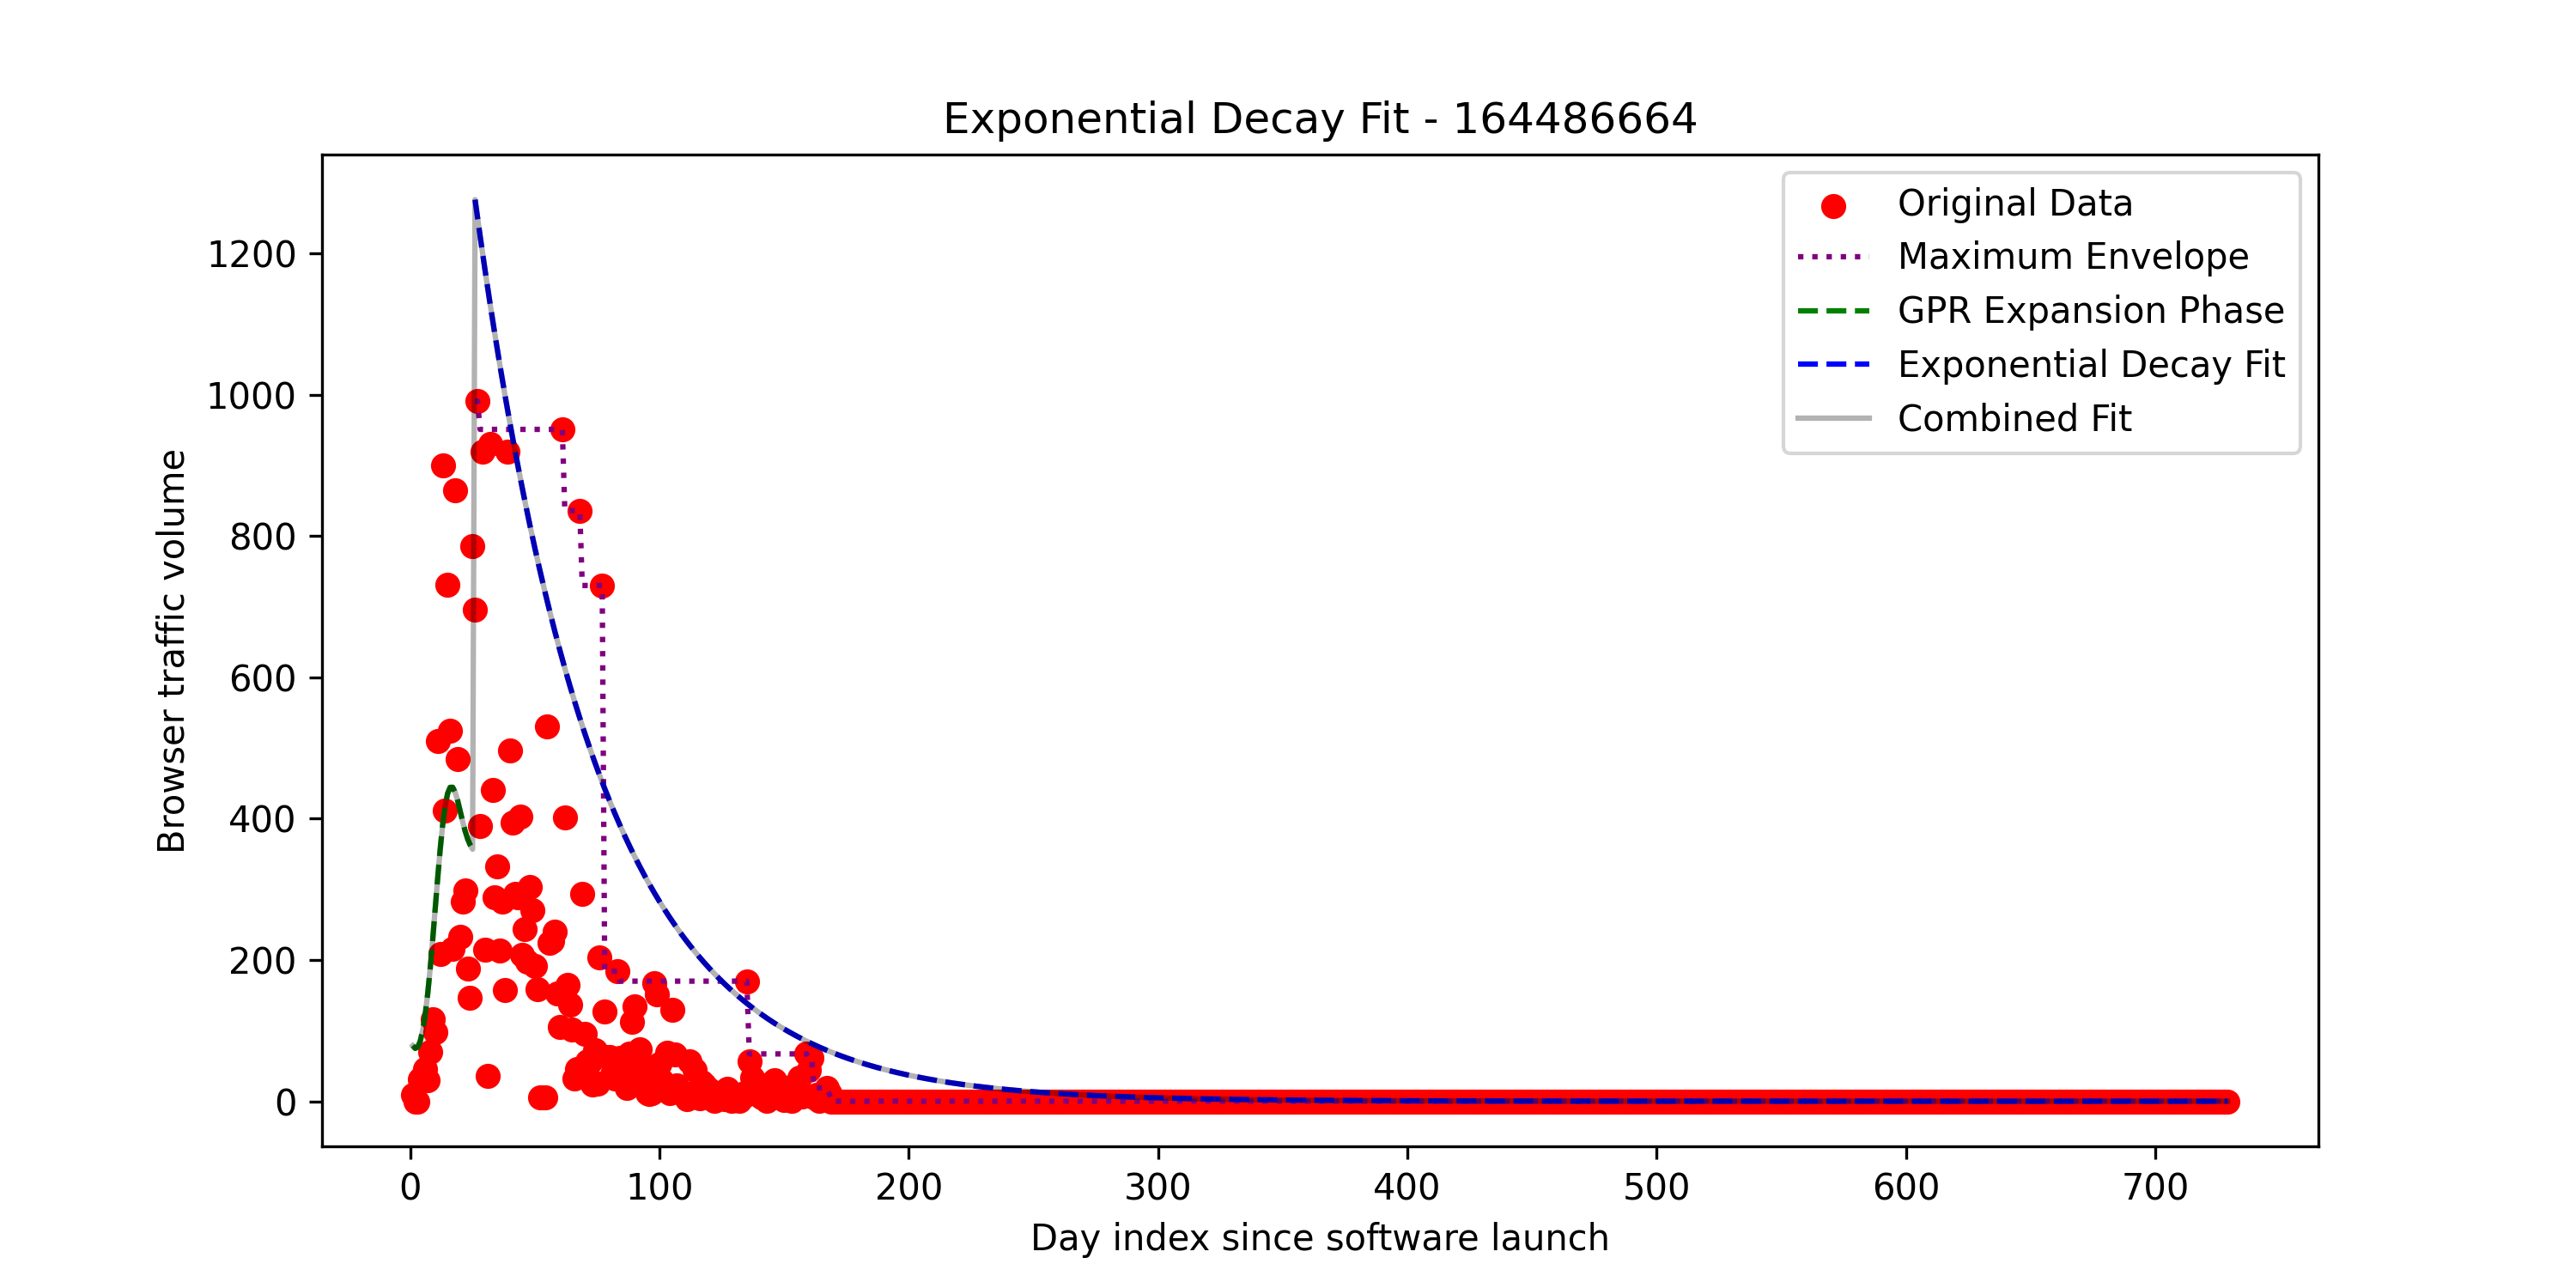 Exponential Decay Fit - 164486664
Original Data
Maximum Envelope
GPR Expansion Phase
Exponential Decay Fit
Combined Fit
Browser traffic volume
1200
1000
800
600
400
200
0
0 100 200 300 400 500 600 700
Day index since software launch